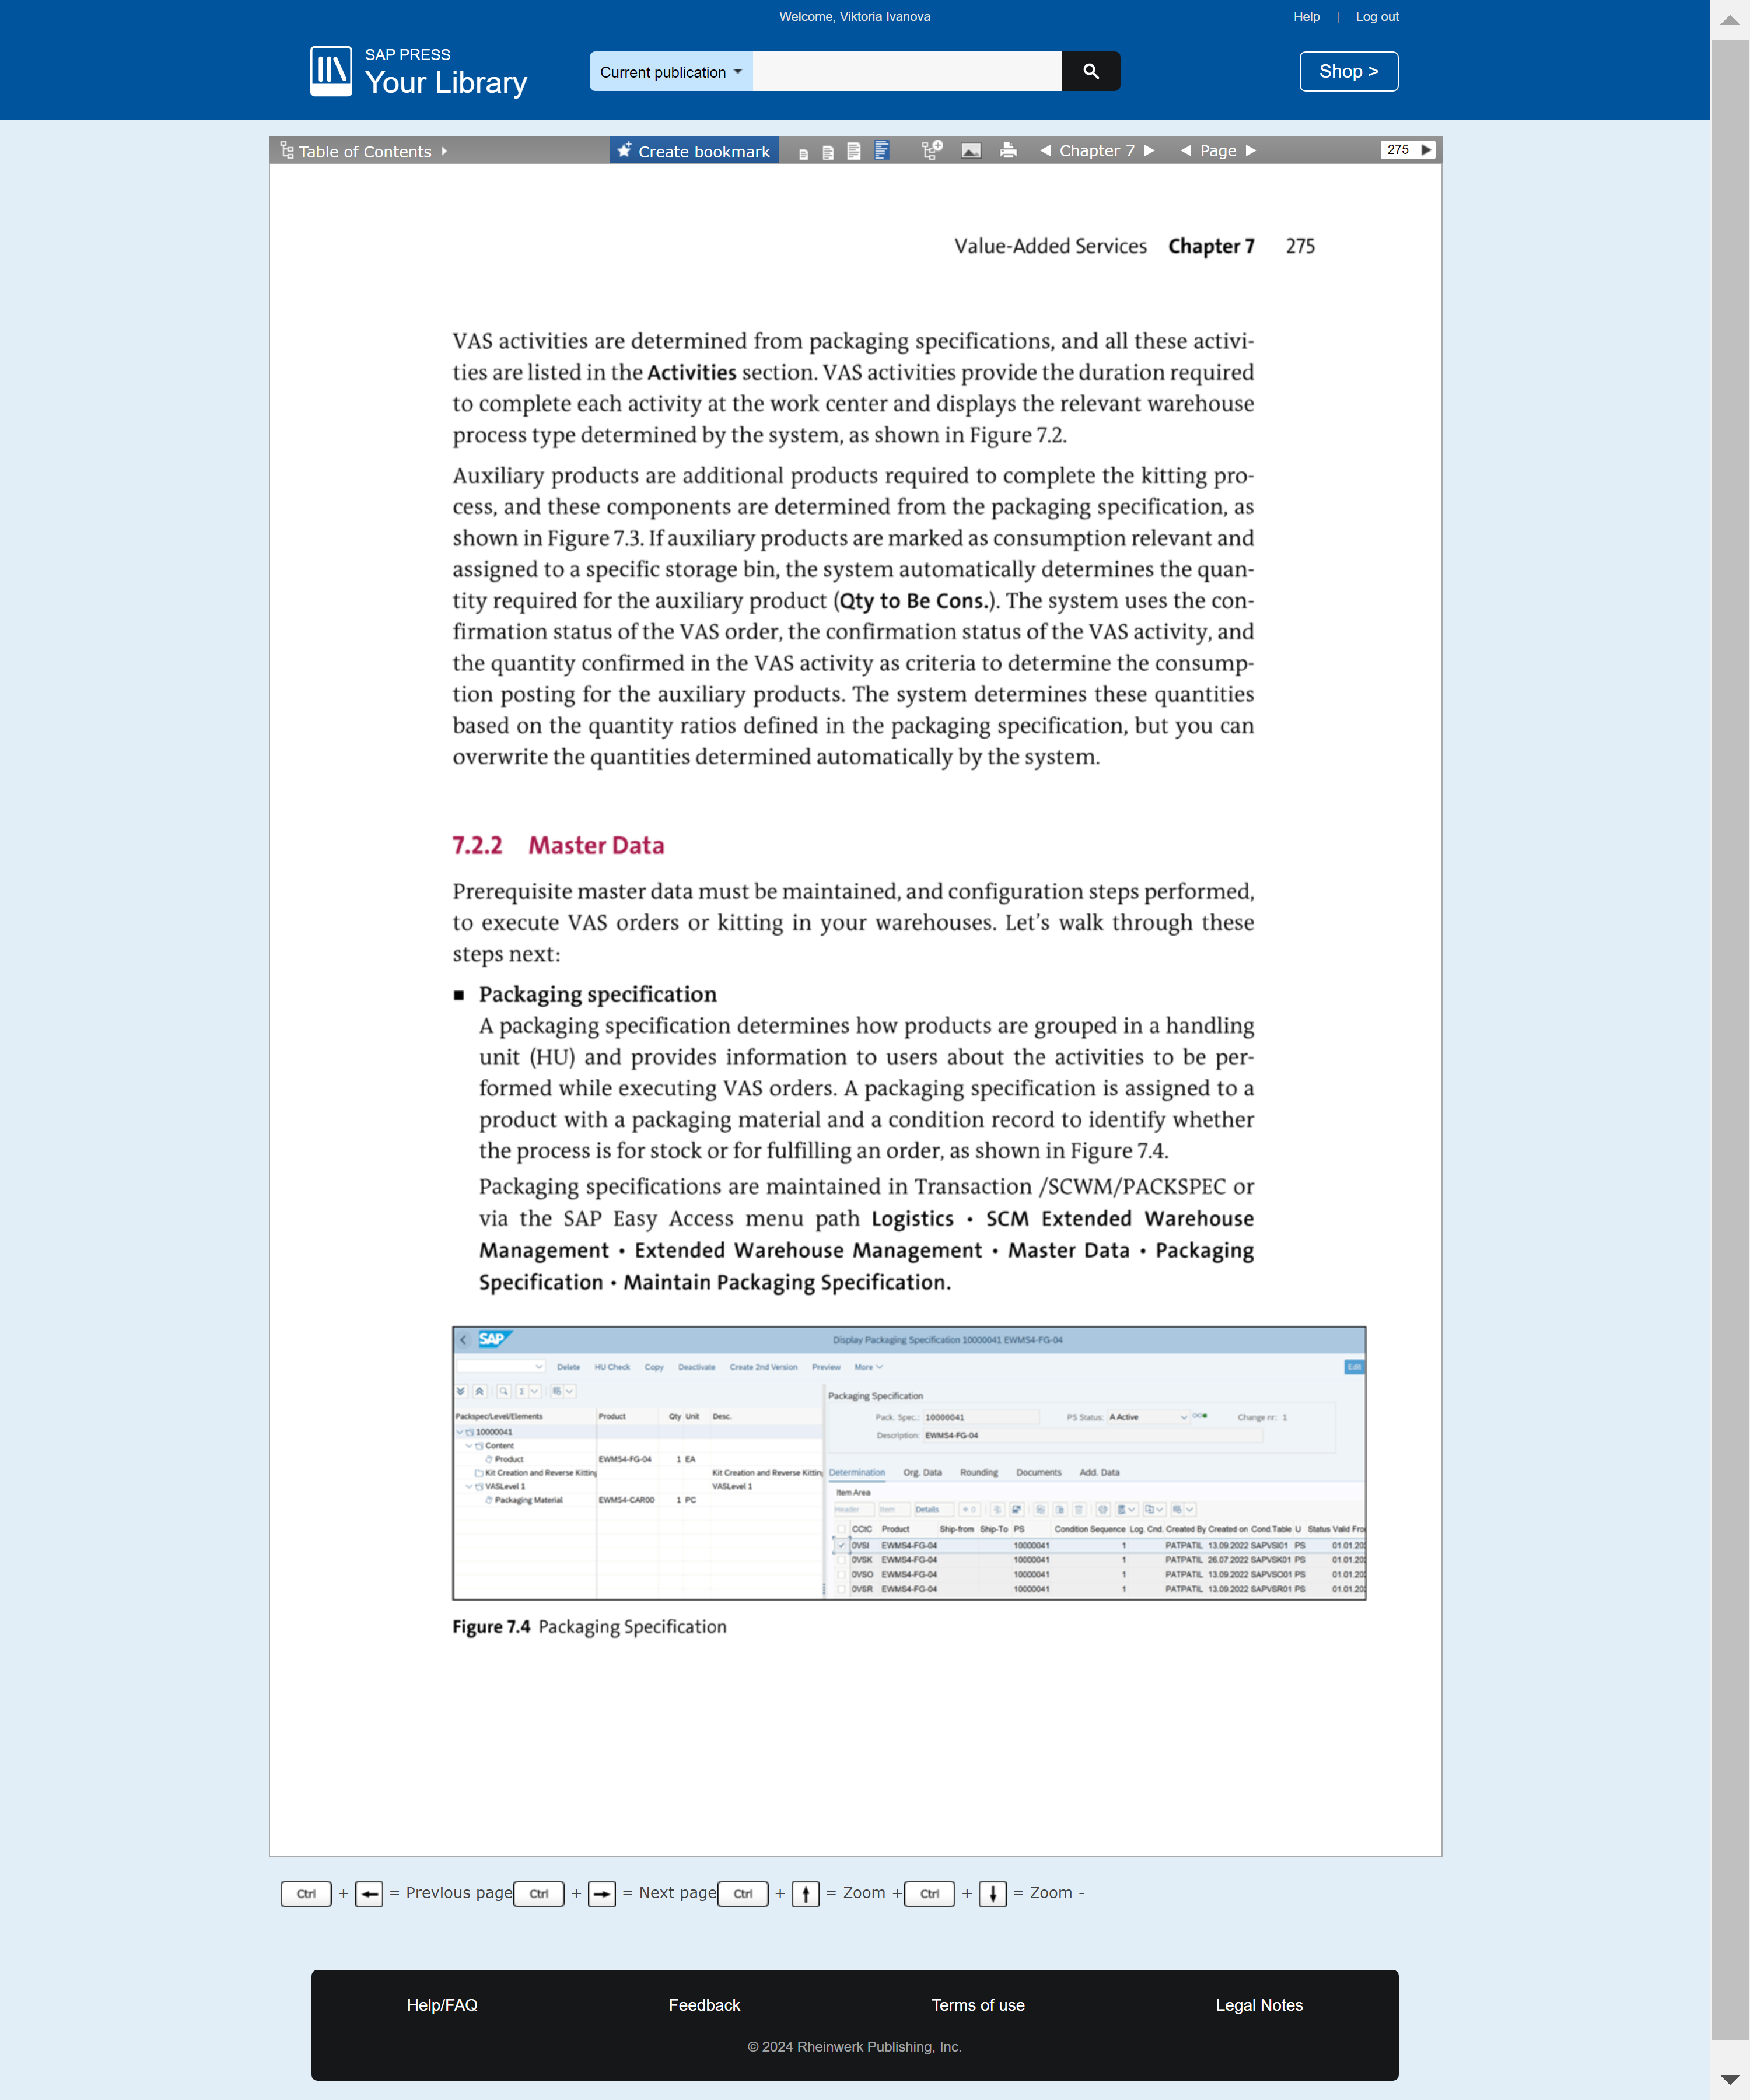 Welcome, Viktoria Ivanova
Help | Log out
SAP PRESS
Your Library
Current publication
Shop >
Table of Contents
Create bookmark
Chapter 7
Page
275
Value-Added Services Chapter 7 275
VAS activities are determined from packaging specifications, and all these activi-
ties are listed in the Activities section. VAS activities provide the duration required
to complete each activity at the work center and displays the relevant warehouse
process type determined by the system, as shown in Figure 7.2.
Auxiliary products are additional products required to complete the kitting pro-
cess, and these components are determined from the packaging specification, as
shown in Figure 7.3. If auxiliary products are marked as consumption relevant and
assigned to a specific storage bin, the system automatically determines the quan-
tity required for the auxiliary product (Qty to Be Cons.). The system uses the con-
firmation status of the VAS order, the confirmation status of the VAS activity, and
the quantity confirmed in the VAS activity as criteria to determine the consump-
tion posting for the auxiliary products. The system determines these quantities
based on the quantity ratios defined in the packaging specification, but you can
overwrite the quantities determined automatically by the system.
7.2.2 Master Data
Prerequisite master data must be maintained, and configuration steps performed,
to execute VAS orders or kitting in your warehouses. Let's walk through these
steps next:
■ Packaging specification
A packaging specification determines how products are grouped in a handling
unit (HU) and provides information to users about the activities to be per-
formed while executing VAS orders. A packaging specification is assigned to a
product with a packaging material and a condition record to identify whether
the process is for stock or for fulfilling an order, as shown in Figure 7.4.
Packaging specifications are maintained in Transaction /SCWM/PACKSPEC or
via the SAP Easy Access menu path Logistics • SCM Extended Warehouse
Management • Extended Warehouse Management • Master Data • Packaging
Specification • Maintain Packaging Specification.
SAP
Display Packaging Specification 10000041 EWMS4-FG-04
Delete HU Check Copy Deactivate Create 2nd Version Preview More
Edit
Packspec/Level/Elements Product Qty Unit Desc.
10000041
Content
Product EWMS4-FG-04 1 EA
Kit Creation and Reverse Kitting Kit Creation and Reverse Kitting
VASLevel 1 VASLevel 1
Packaging Material EWMS4-CAR00 1 PC
Packaging Specification
Pack. Spec.: 10000041 PS Status: A Active Change nr: 1
Description: EWMS4-FG-04
Determination Org. Data Rounding Documents Add. Data
Item Area
Header Item Details
CCtC Product Ship-from Ship-To PS Condition Sequence Log. Cnd. Created By Created on Cond.Table U Status Valid Fro
0VSI EWMS4-FG-04 10000041 1 PATPATIL 13.09.2022 SAPVSI01 PS 01.01.20
0VSK EWMS4-FG-04 10000041 1 PATPATIL 26.07.2022 SAPVSK01 PS 01.01.20
0VSO EWMS4-FG-04 10000041 1 PATPATIL 13.09.2022 SAPVSO01 PS 01.01.20
0VSR EWMS4-FG-04 10000041 1 PATPATIL 13.09.2022 SAPVSR01 PS 01.01.20
Figure 7.4 Packaging Specification
Ctrl + ← = Previous page Ctrl + → = Next page Ctrl + ↑ = Zoom + Ctrl + ↓ = Zoom -
Help/FAQ Feedback Terms of use Legal Notes
© 2024 Rheinwerk Publishing, Inc.